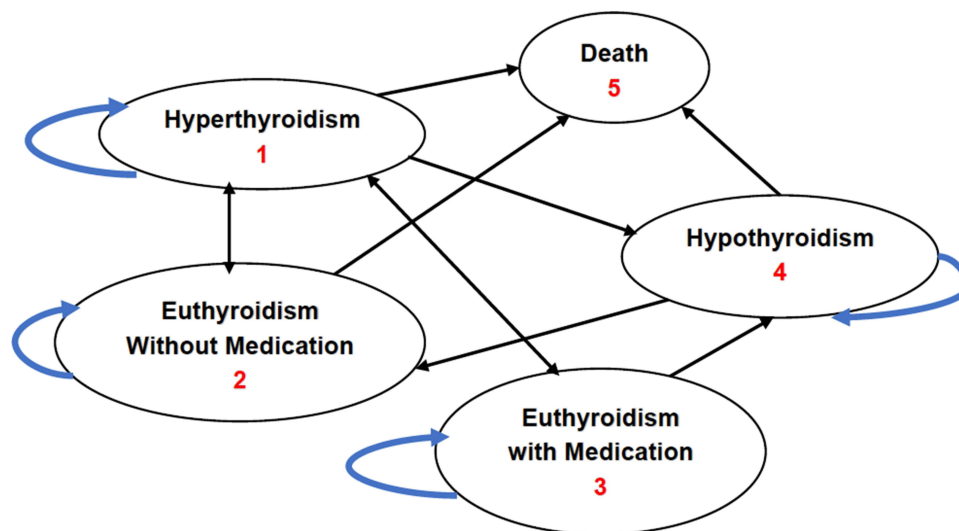 Death
5
Hyperthyroidism
1
Hypothyroidism
4
Euthyroidism
Without Medication
2
Euthyroidism
with Medication
3